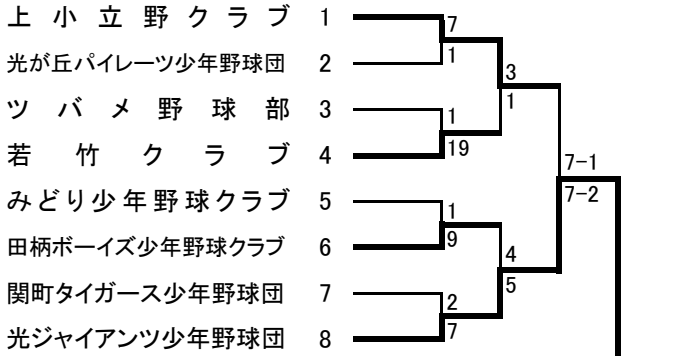 上小立野クラブ 1
光が丘パイレーツ少年野球団 2
ツバメ野球部 3
若竹クラブ 4
みどり少年野球クラブ 5
田柄ボーイズ少年野球クラブ 6
関町タイガース少年野球団 7
光ジャイアンツ少年野球団 8
7
1
1
19
1
9
2
7
3
1
4
5
7-1
7-2